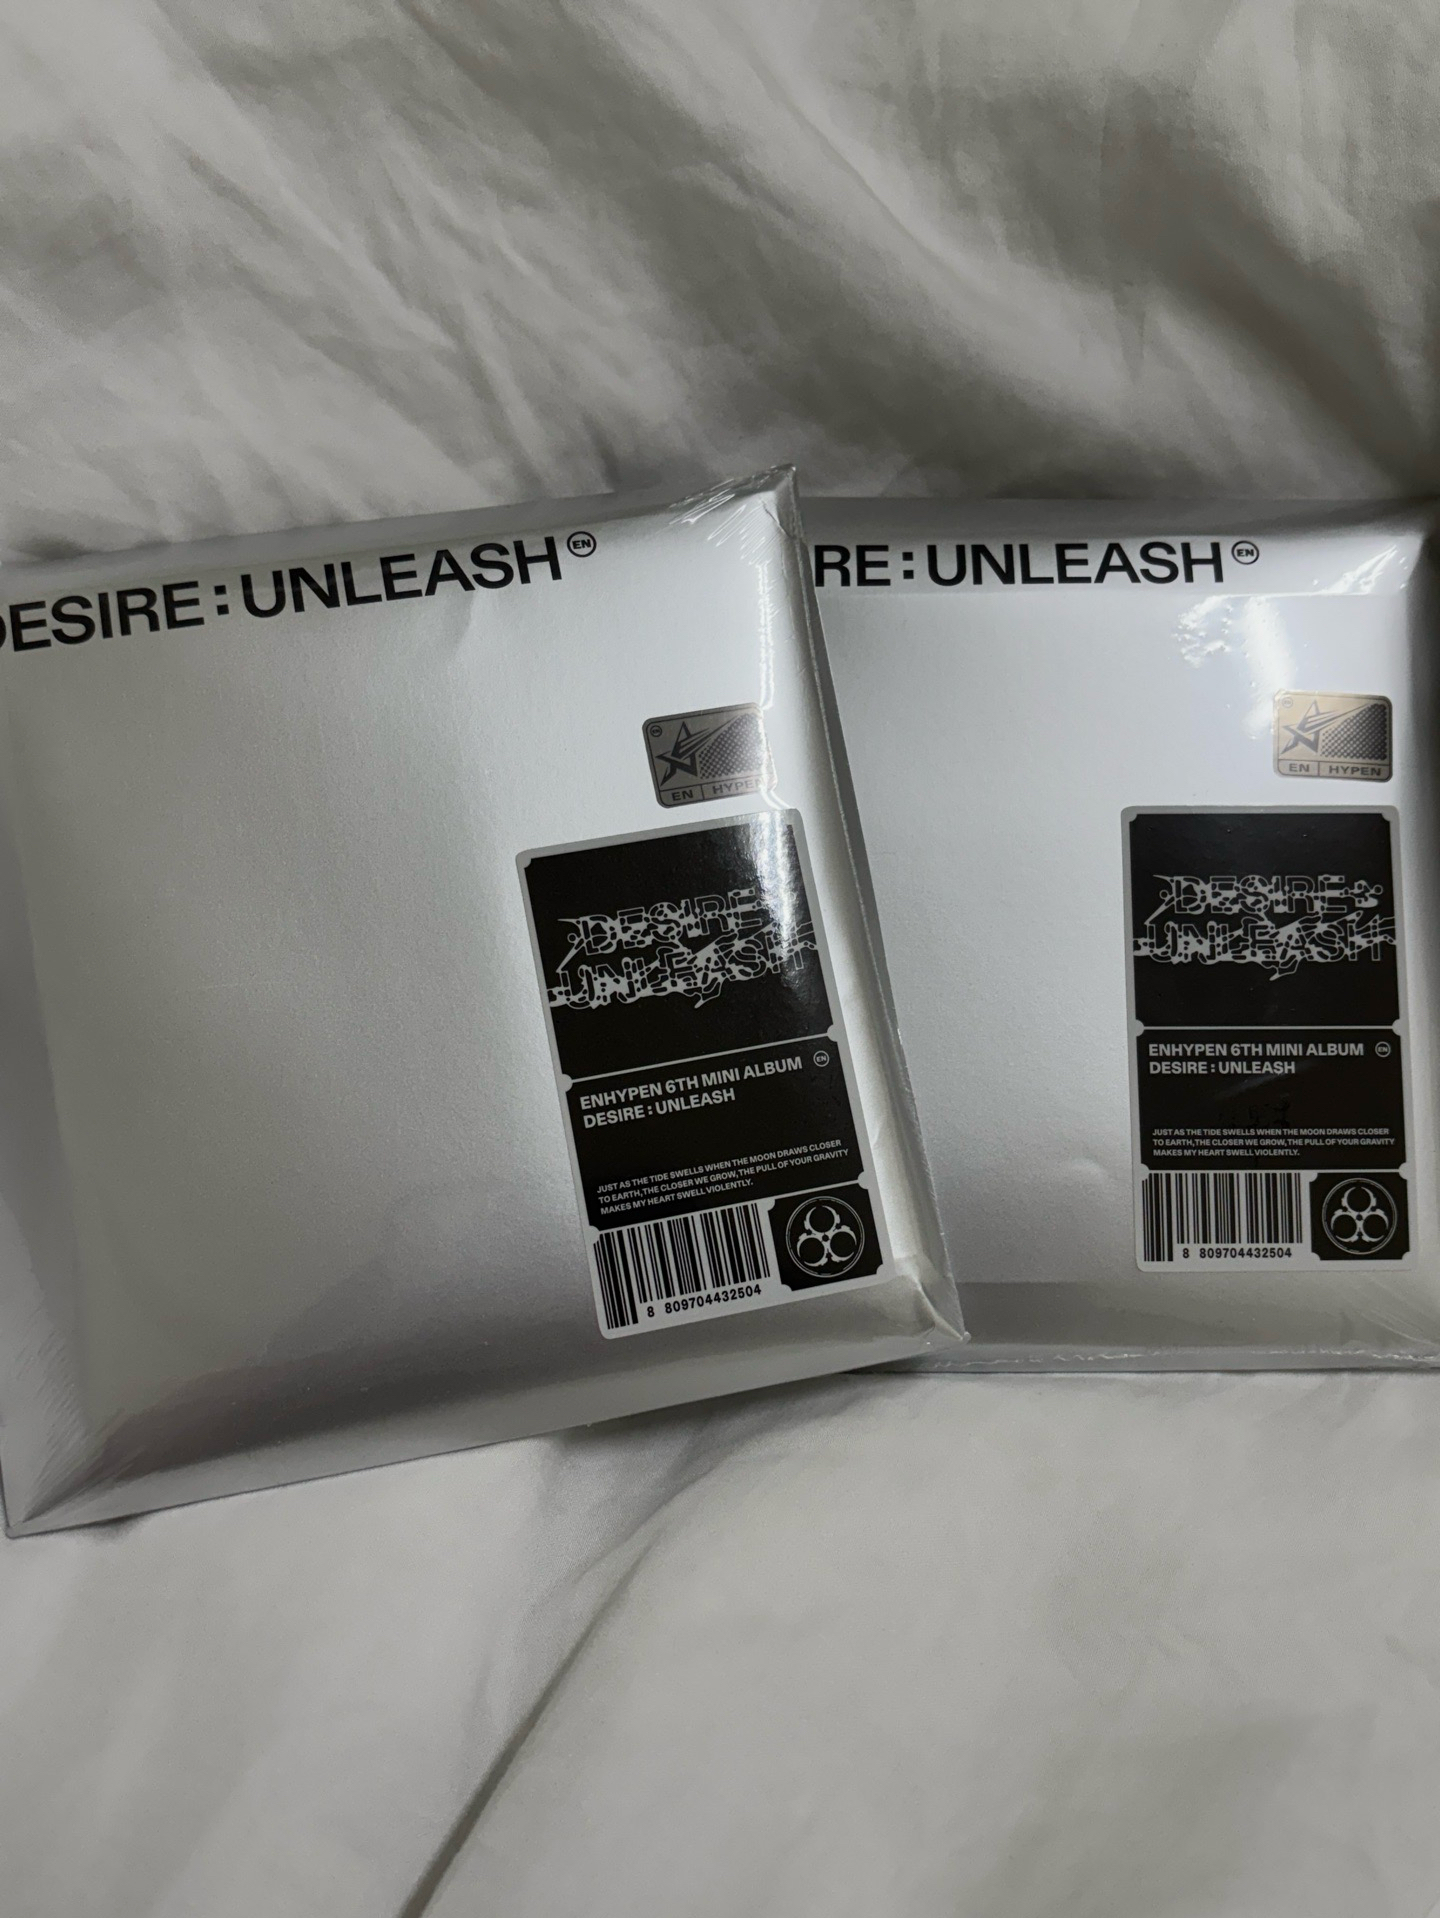 DESIRE : UNLEASH EN
EN HYPEN
DESIRE :
UNLEASH
ENHYPEN 6TH MINI ALBUM EN
DESIRE : UNLEASH
JUST AS THE TIDE SWELLS WHEN THE MOON DRAWS CLOSER
TO EARTH, THE CLOSER WE GROW, THE PULL OF YOUR GRAVITY
MAKES MY HEART SWELL VIOLENTLY.
8 809704432504
RE : UNLEASH EN
EN HYPEN
DESIRE :
UNLEASH
ENHYPEN 6TH MINI ALBUM EN
DESIRE : UNLEASH
JUST AS THE TIDE SWELLS WHEN THE MOON DRAWS CLOSER
TO EARTH, THE CLOSER WE GROW, THE PULL OF YOUR GRAVITY
MAKES MY HEART SWELL VIOLENTLY.
8 809704432504